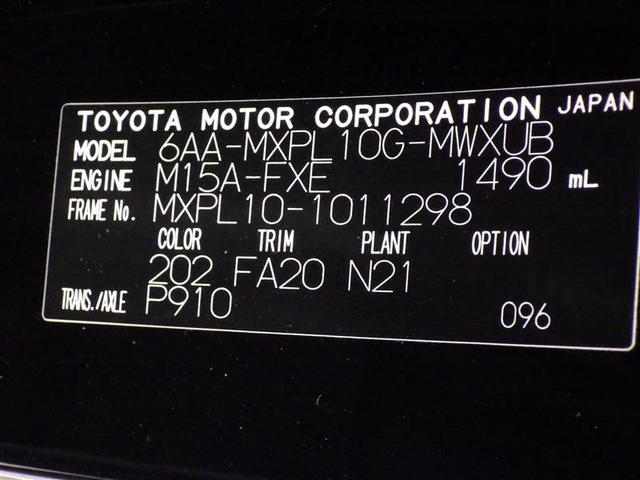 TOYOTA MOTOR CORPORATION JAPAN
MODEL 6AA-MXPL10G-MWXUB
ENGINE M15A-FXE 1490 mL
FRAME No. MXPL10-1011298
COLOR TRIM PLANT OPTION
202 FA20 N21
TRANS./AXLE P910 096